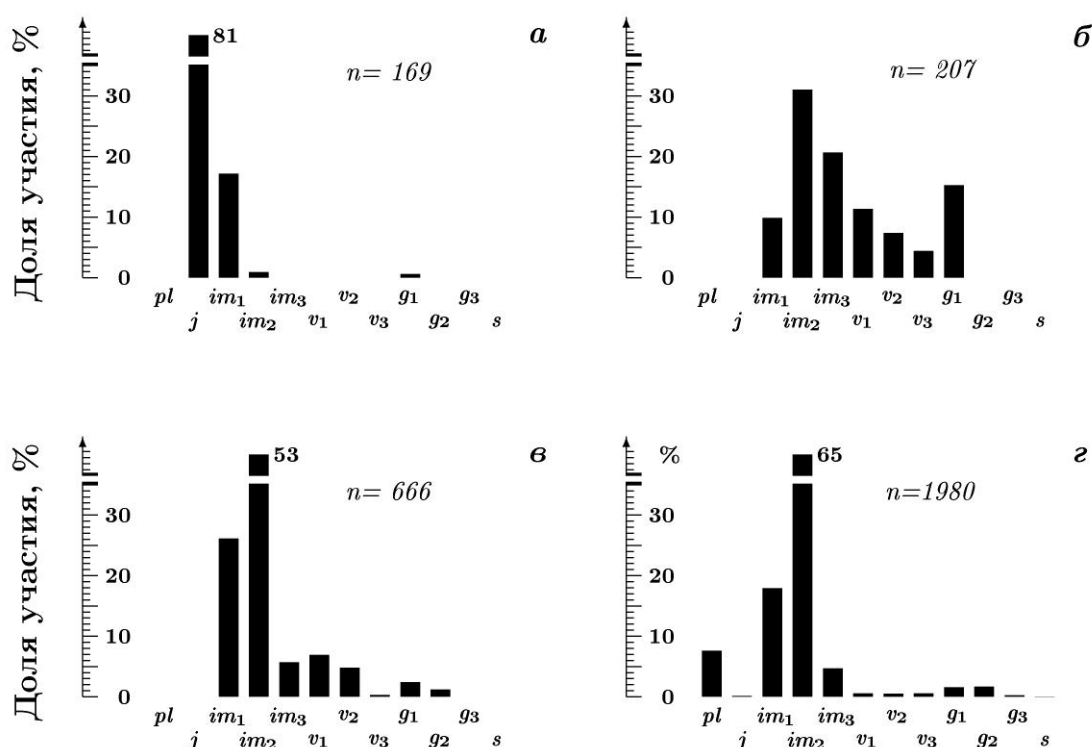 Доля участия, %
81
а
n= 169
30
20
10
0
pl im₁ im₃ v₂ g₁ g₃
j im₂ v₁ v₃ g₂ s
б
n= 207
30
20
10
0
pl im₁ im₃ v₂ g₁ g₃
j im₂ v₁ v₃ g₂ s
Доля участия, %
53
в
n= 666
30
20
10
0
pl im₁ im₃ v₂ g₁ g₃
j im₂ v₁ v₃ g₂ s
%
65
г
n=1980
30
20
10
0
pl im₁ im₃ v₂ g₁ g₃
j im₂ v₁ v₃ g₂ s